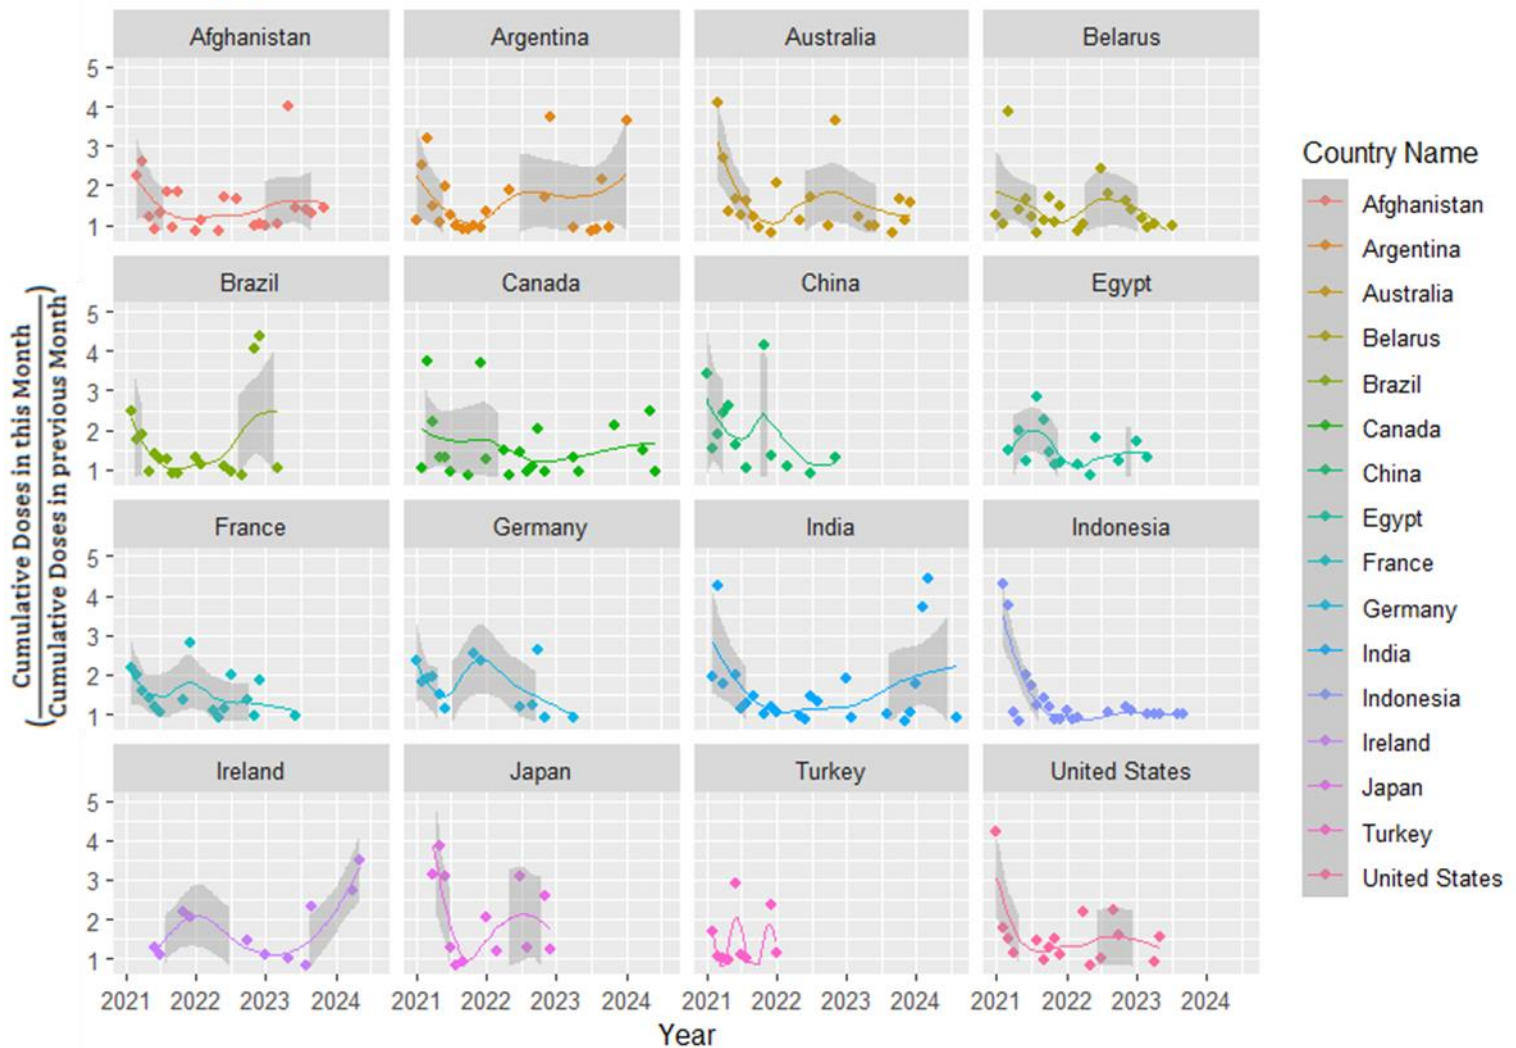 Afghanistan Argentina Australia Belarus
5
4
3
2
1
Brazil Canada China Egypt
5
4
3
2
1
France Germany India Indonesia
5
4
3
2
1
Ireland Japan Turkey United States
5
4
3
2
1
2021 2022 2023 2024 2021 2022 2023 2024 2021 2022 2023 2024 2021 2022 2023 2024
Year
(Cumulative Doses in this Month
Cumulative Doses in previous Month)
Country Name
Afghanistan
Argentina
Australia
Belarus
Brazil
Canada
China
Egypt
France
Germany
India
Indonesia
Ireland
Japan
Turkey
United States